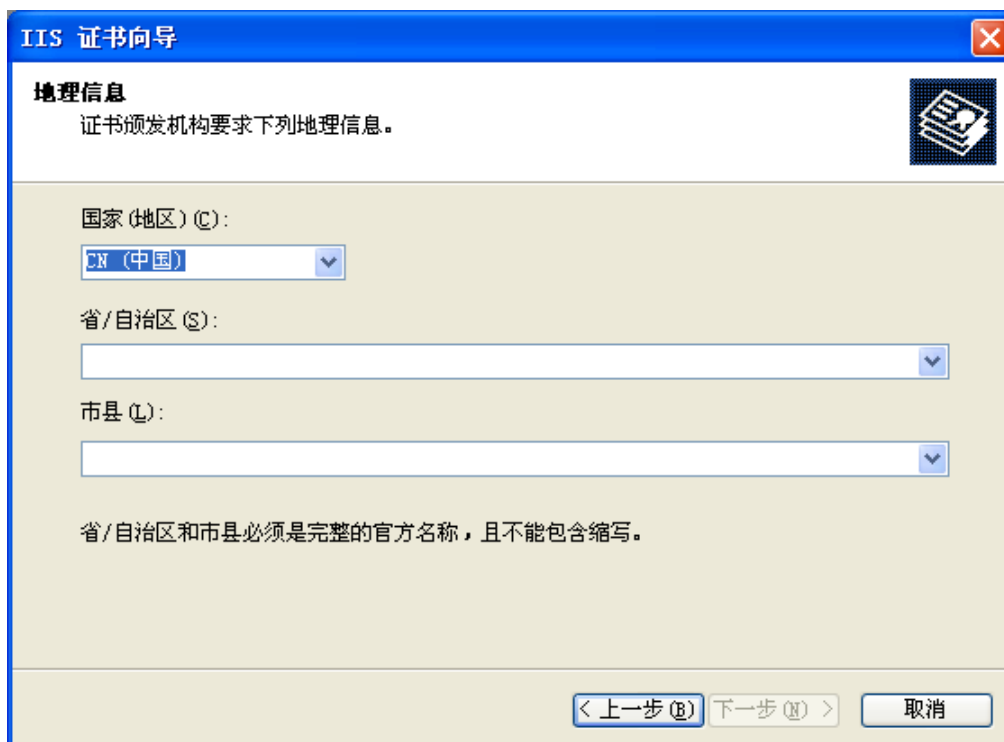 IIS 证书向导
地理信息
证书颁发机构要求下列地理信息。
国家(地区)(C):
CN (中国)
省/自治区(S):
市县(L):
省/自治区和市县必须是完整的官方名称，且不能包含缩写。
< 上一步(B) 下一步(N) > 取消